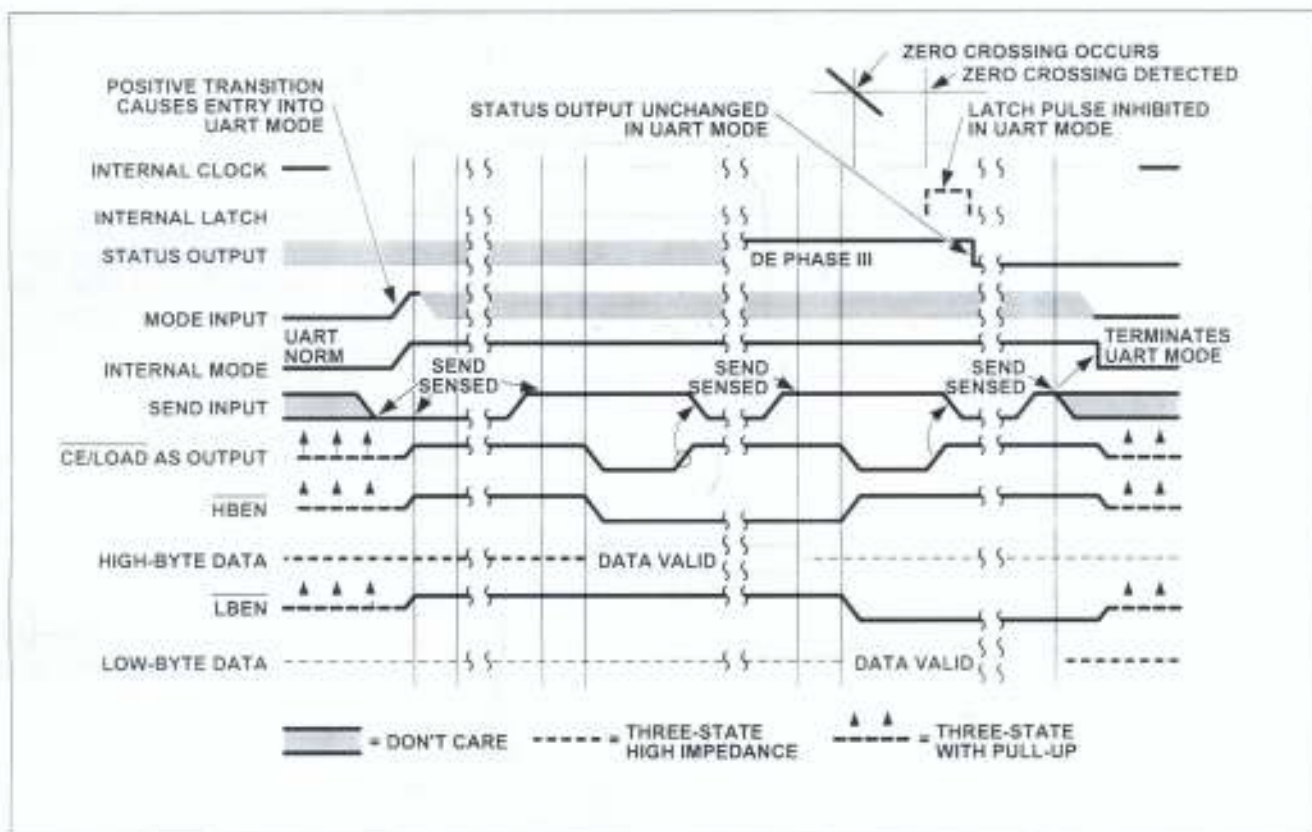 ZERO CROSSING OCCURS
ZERO CROSSING DETECTED
POSITIVE TRANSITION
CAUSES ENTRY INTO
UART MODE
STATUS OUTPUT UNCHANGED
IN UART MODE
LATCH PULSE INHIBITED
IN UART MODE
INTERNAL CLOCK
INTERNAL LATCH
STATUS OUTPUT
DE PHASE III
MODE INPUT
UART
NORM
TERMINATES
UART MODE
INTERNAL MODE
SEND
SENSED
SEND
SENSED
SEND
SENSED
SEND INPUT
CE/LOAD AS OUTPUT
HBEN
HIGH-BYTE DATA
DATA VALID
LBEN
LOW-BYTE DATA
DATA VALID
= DON'T CARE
= THREE-STATE
HIGH IMPEDANCE
= THREE-STATE
WITH PULL-UP